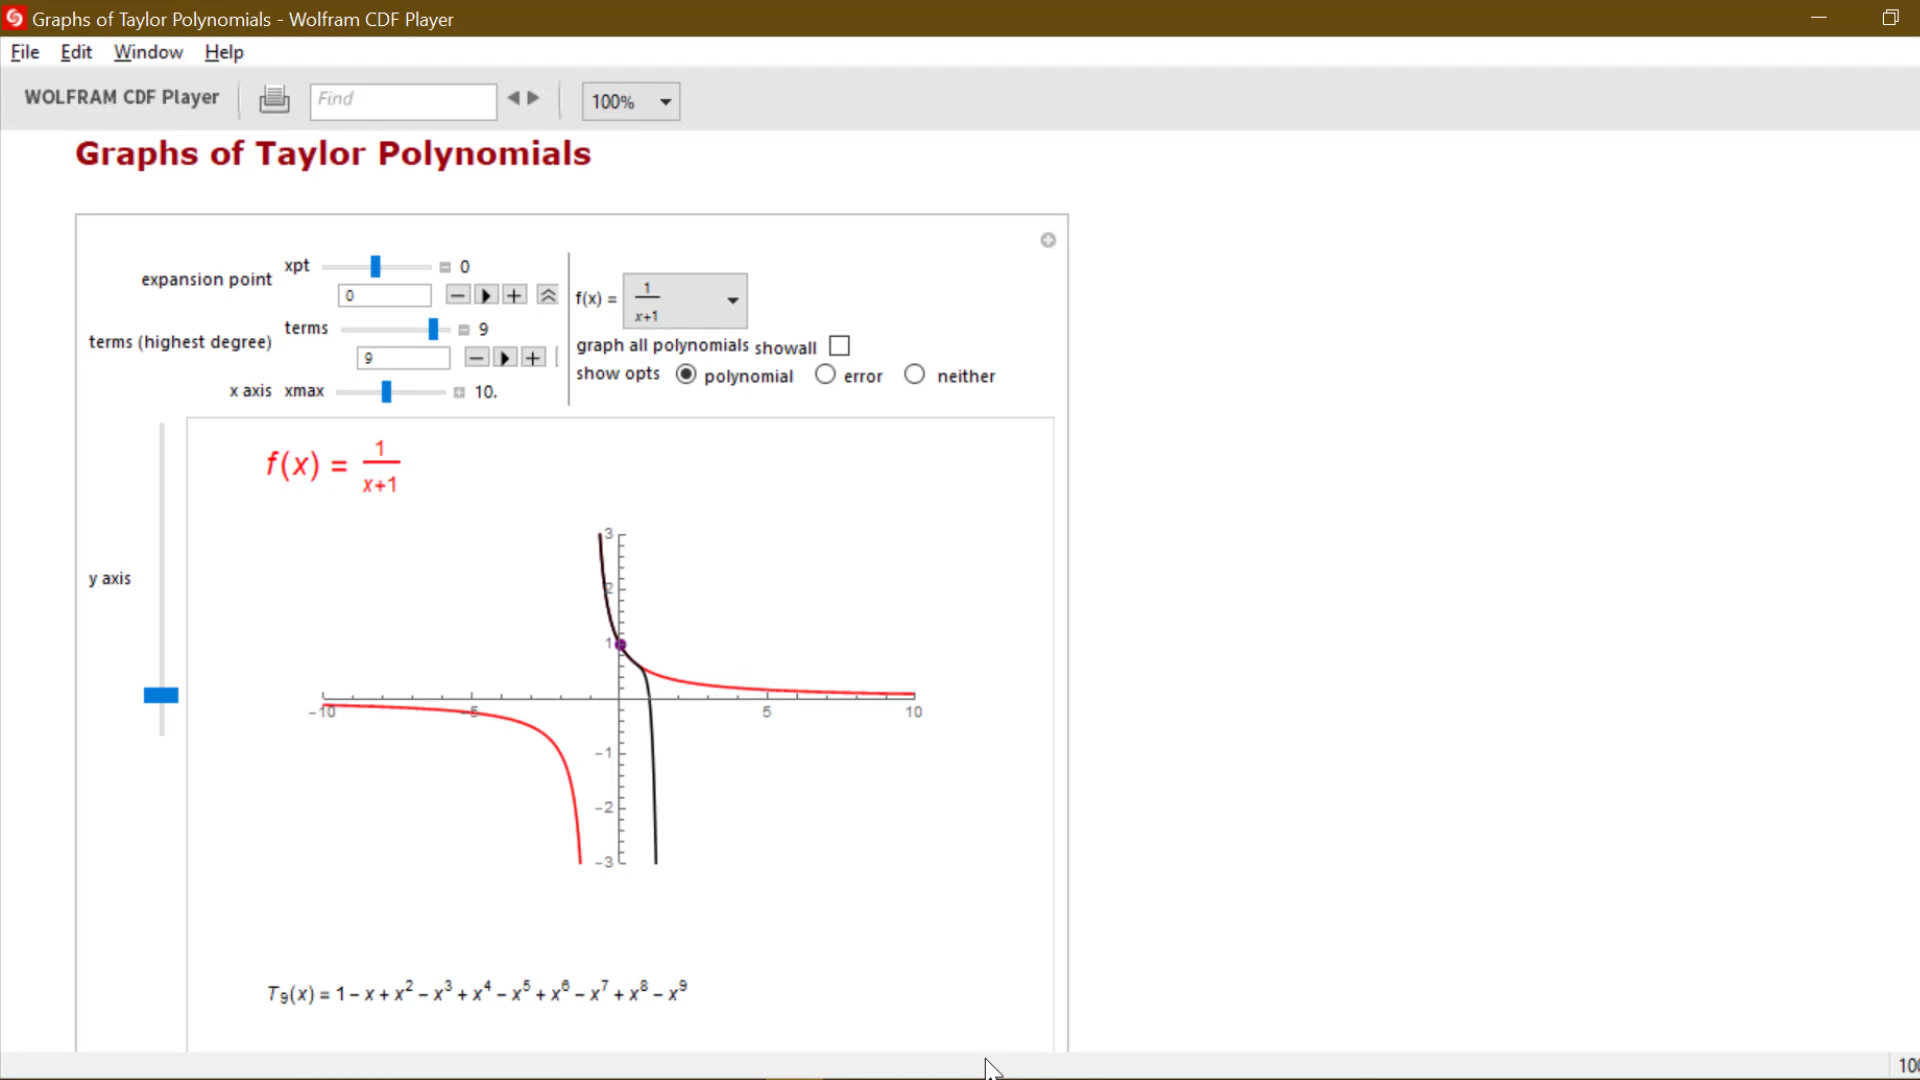 Graphs of Taylor Polynomials - Wolfram CDF Player
File Edit Window Help
WOLFRAM CDF Player Find 100%
Graphs of Taylor Polynomials
expansion point xpt 0
0
terms (highest degree) terms 9
9
x axis xmax 10.
f(x) = 1/(x+1)
graph all polynomials showall
show opts polynomial error neither
y axis
f(x) = 1/(x+1)
3
2
1
-10 -5 5 10
-1
-2
-3
T₉(x) = 1 - x + x² - x³ + x⁴ - x⁵ + x⁶ - x⁷ + x⁸ - x⁹